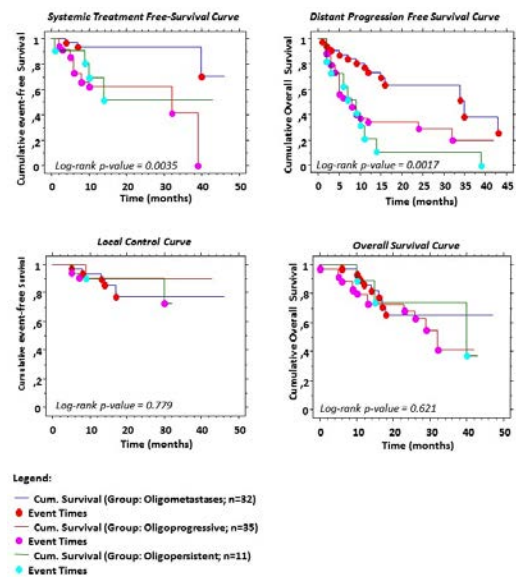 Systemic Treatment Free-Survival Curve
Cumulative event-free Survival
1
,8
,6
,4
,2
0
Log-rank p-value = 0.0035
0 10 20 30 40 50
Time (months)
Distant Progression Free Survival Curve
Cumulative Overall Survival
1
,8
,6
,4
,2
0
Log-rank p-value = 0.0017
0 5 10 15 20 25 30 35 40 45
Time (months)
Local Control Curve
Cumulative event-free Survival
1
,8
,6
,4
,2
0
Log-rank p-value = 0.779
0 10 20 30 40 50
Time (months)
Overall Survival Curve
Cumulative Overall Survival
1
,8
,6
,4
,2
0
Log-rank p-value = 0.621
0 10 20 30 40 50
Time (months)
Legend:
Cum. Survival (Group: Oligometastases; n=32)
Event Times
Cum. Survival (Group: Oligoprogressive; n=35)
Event Times
Cum. Survival (Group: Oligopersistent; n=11)
Event Times